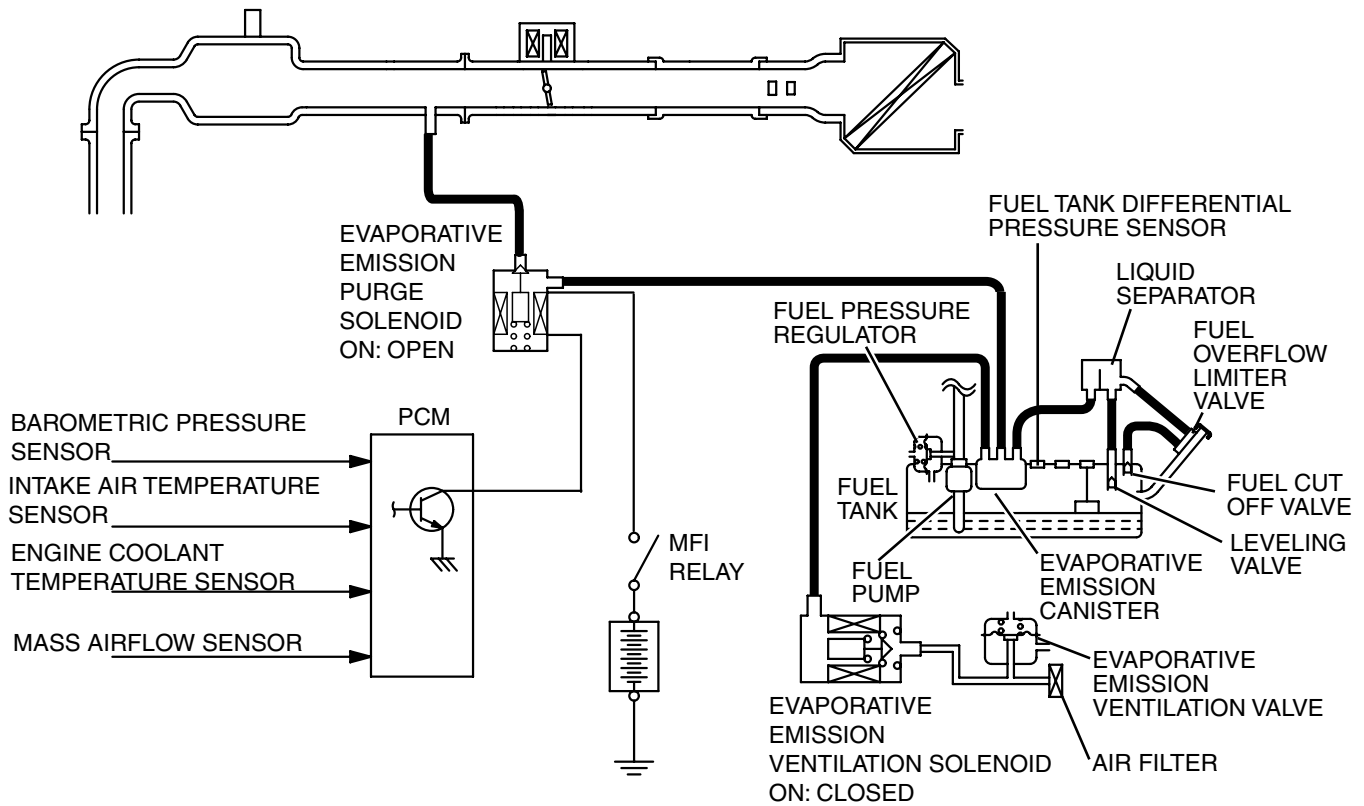 EVAPORATIVE
EMISSION
PURGE
SOLENOID
ON: OPEN
FUEL TANK DIFFERENTIAL
PRESSURE SENSOR
LIQUID
SEPARATOR
FUEL PRESSURE
REGULATOR
FUEL
OVERFLOW
LIMITER
VALVE
BAROMETRIC PRESSURE
SENSOR
INTAKE AIR TEMPERATURE
SENSOR
ENGINE COOLANT
TEMPERATURE SENSOR
MASS AIRFLOW SENSOR
PCM
MFI
RELAY
FUEL
TANK
FUEL
PUMP
EVAPORATIVE
EMISSION
CANISTER
FUEL CUT
OFF VALVE
LEVELING
VALVE
EVAPORATIVE
EMISSION
VENTILATION SOLENOID
ON: CLOSED
EVAPORATIVE
EMISSION
VENTILATION VALVE
AIR FILTER